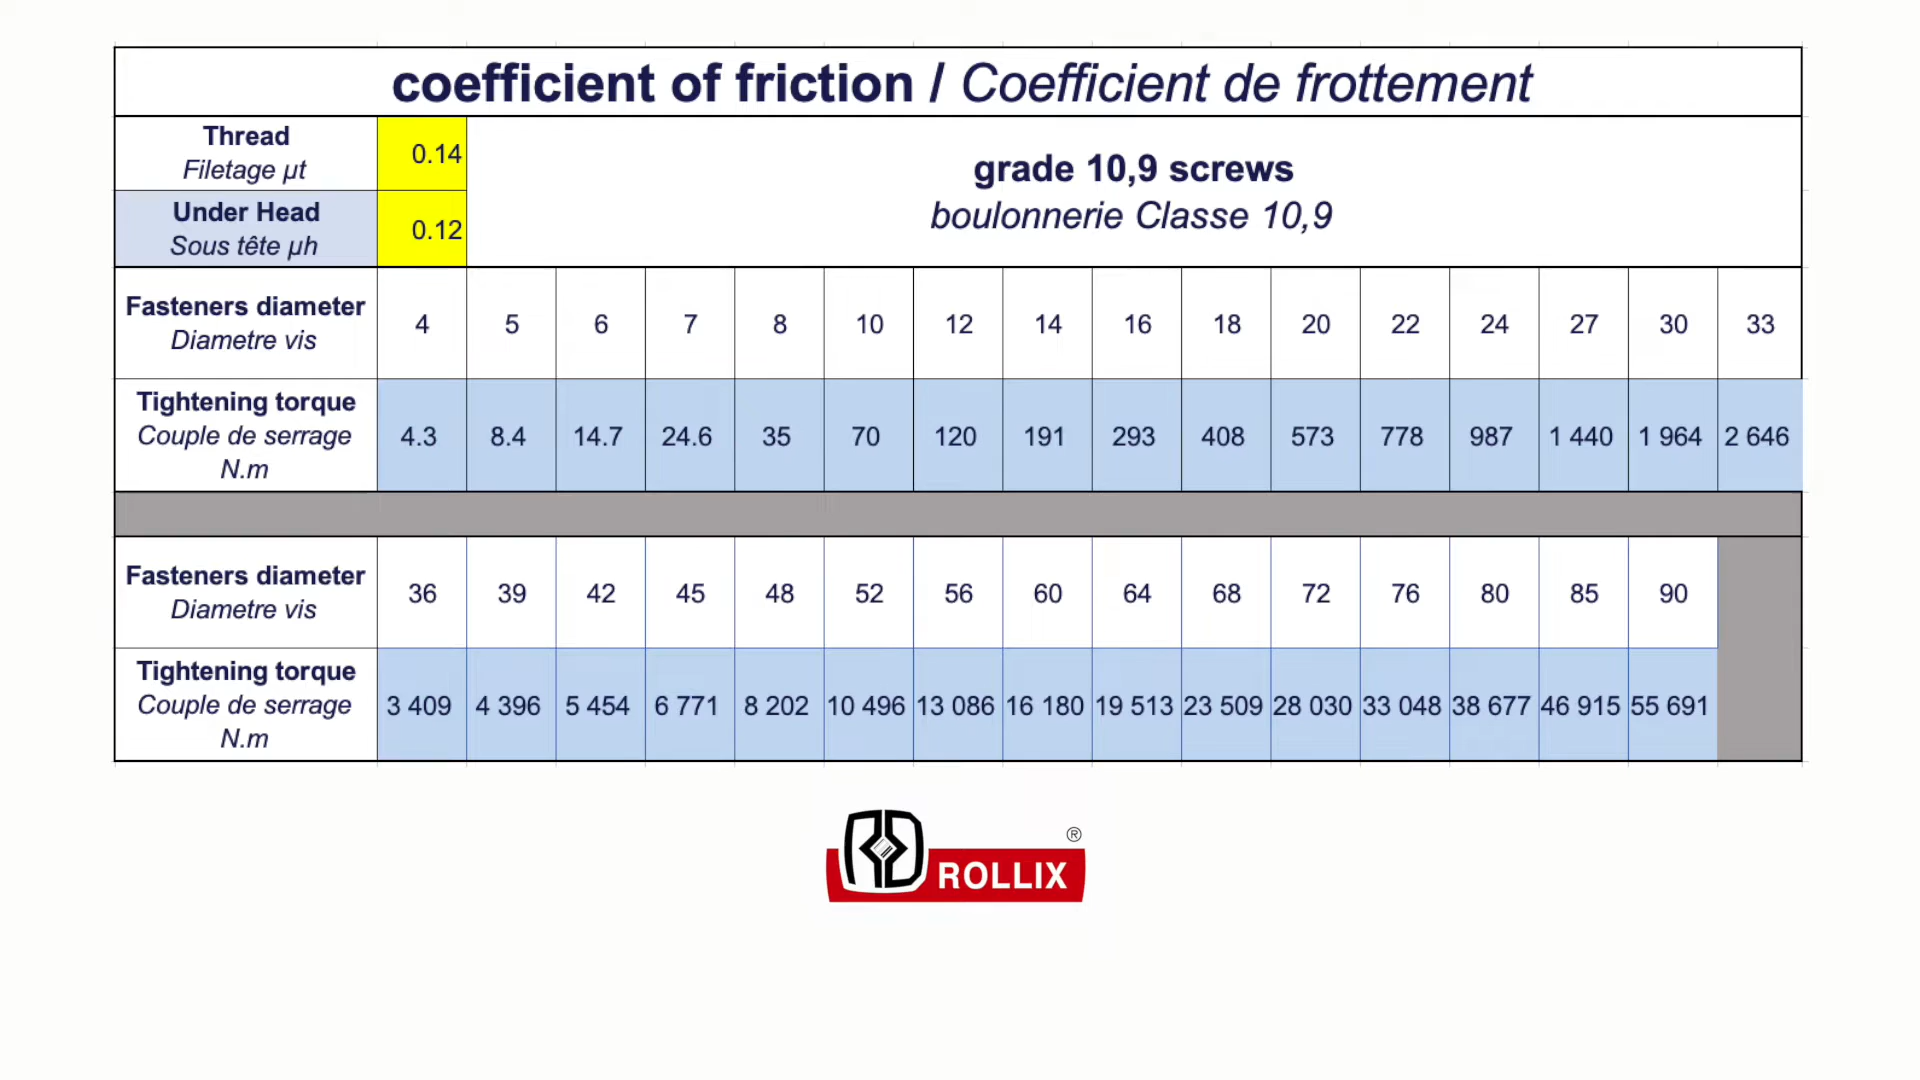 coefficient of friction / Coefficient de frottement
Thread
Filetage µt
0.14
grade 10,9 screws
boulonnerie Classe 10,9
Under Head
Sous tête µh
0.12
Fasteners diameter
Diametre vis
4 5 6 7 8 10 12 14 16 18 20 22 24 27 30 33
Tightening torque
Couple de serrage
N.m
4.3 8.4 14.7 24.6 35 70 120 191 293 408 573 778 987 1 440 1 964 2 646
Fasteners diameter
Diametre vis
36 39 42 45 48 52 56 60 64 68 72 76 80 85 90
Tightening torque
Couple de serrage
N.m
3 409 4 396 5 454 6 771 8 202 10 496 13 086 16 180 19 513 23 509 28 030 33 048 38 677 46 915 55 691
ROLLIX ®